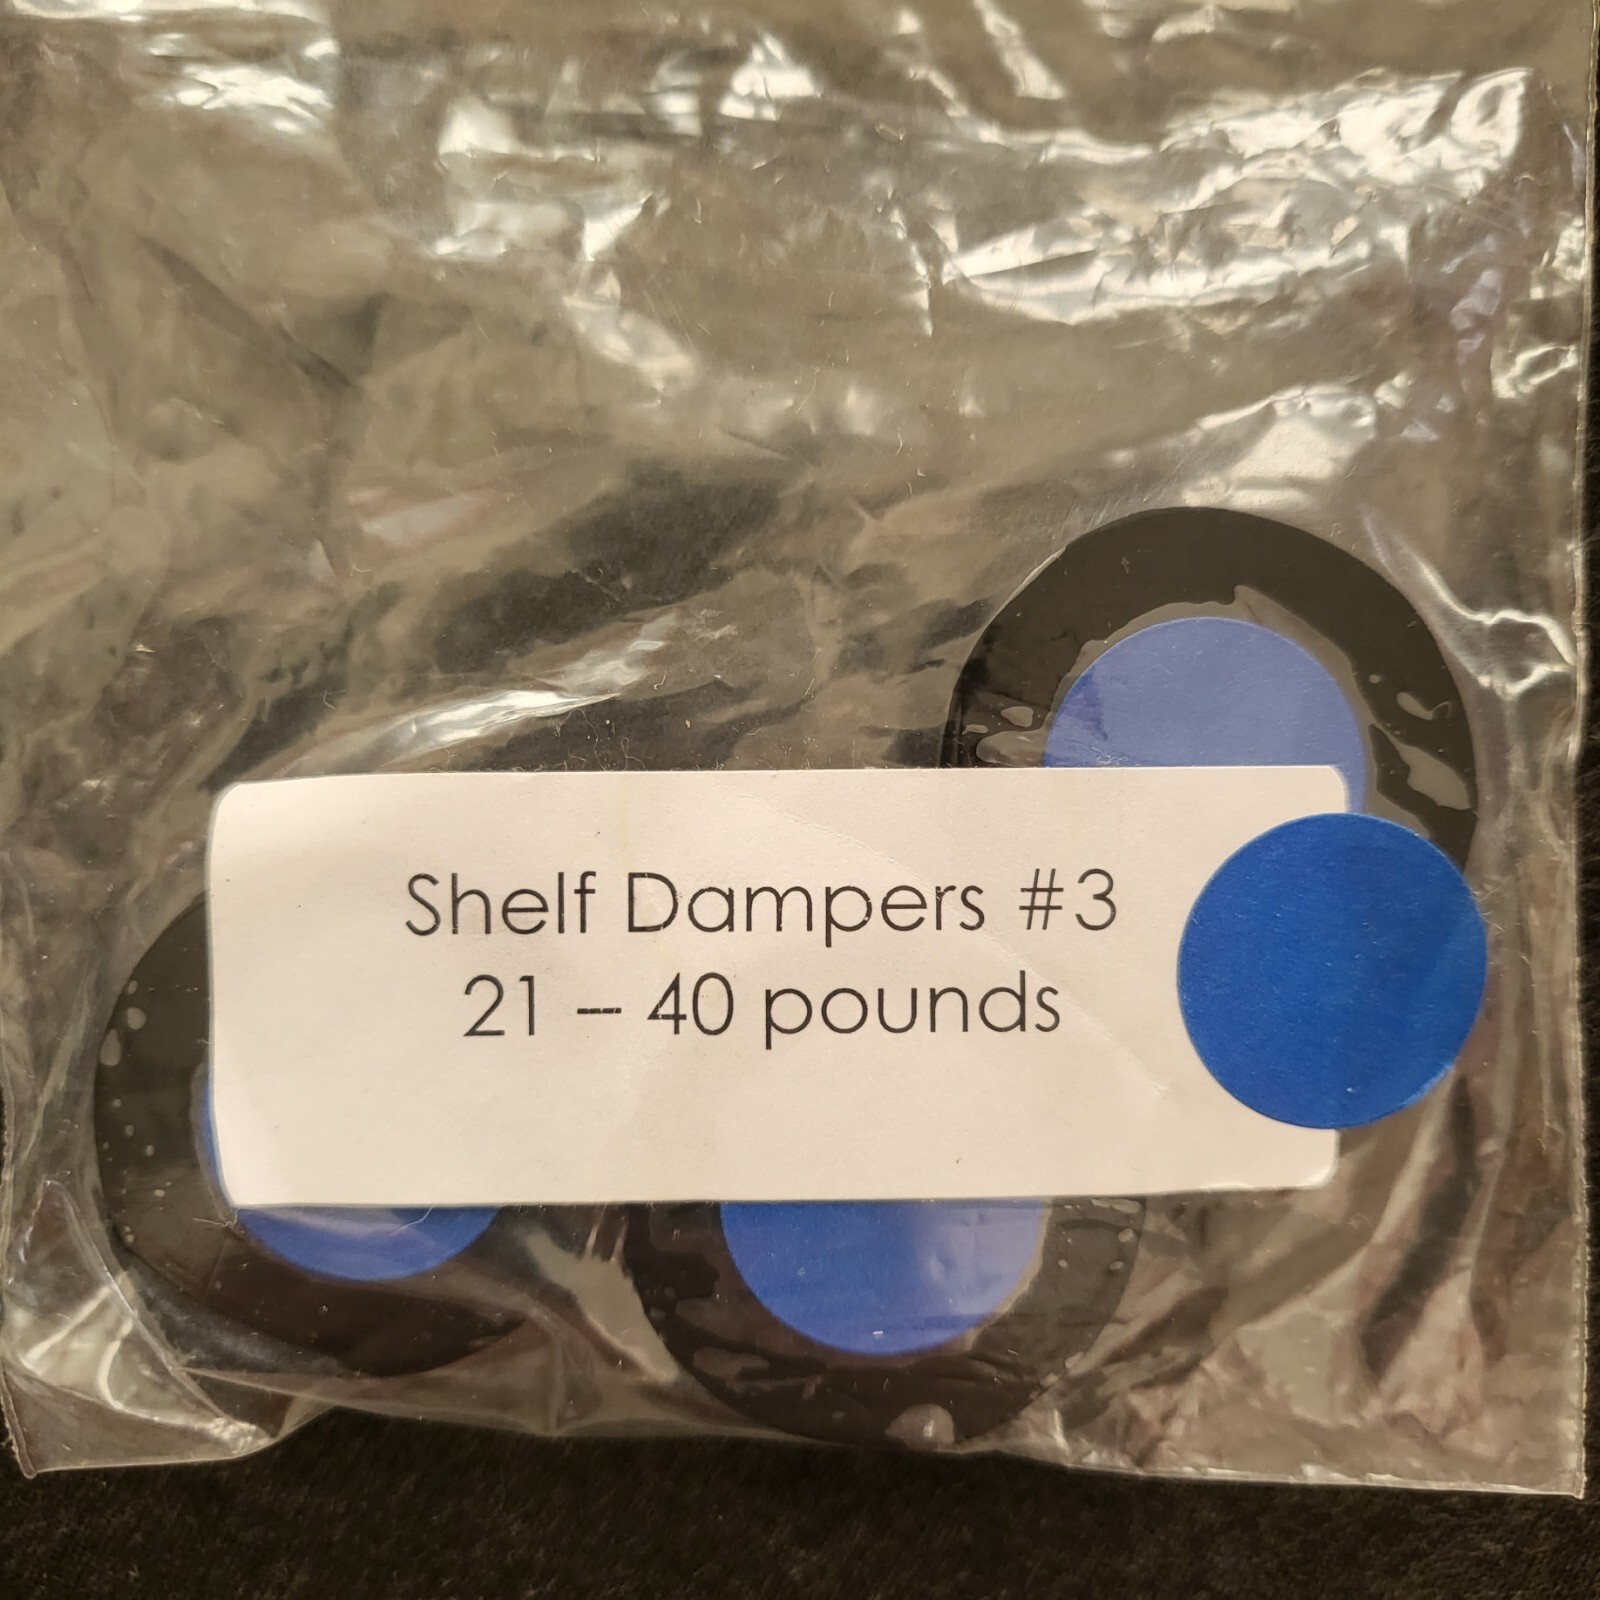 Shelf Dampers #3
21 – 40 pounds